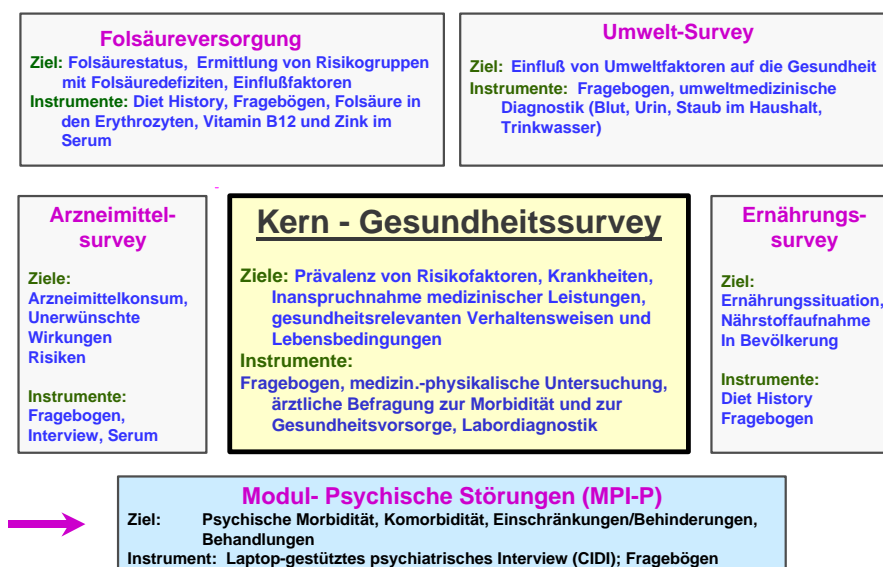 Folsäureversorgung
Ziel: Folsäurestatus, Ermittlung von Risikogruppen
mit Folsäuredefiziten, Einflußfaktoren
Instrumente: Diet History, Fragebögen, Folsäure in
den Erythrozyten, Vitamin B12 und Zink im
Serum
Umwelt-Survey
Ziel: Einfluß von Umweltfaktoren auf die Gesundheit
Instrumente: Fragebogen, umweltmedizinische
Diagnostik (Blut, Urin, Staub im Haushalt,
Trinkwasser)
Arzneimittel-
survey
Ziele:
Arzneimittelkonsum,
Unerwünschte
Wirkungen
Risiken
Instrumente:
Fragebogen,
Interview, Serum
Kern - Gesundheitssurvey
Ziele: Prävalenz von Risikofaktoren, Krankheiten,
Inanspruchnahme medizinischer Leistungen,
gesundheitsrelevanten Verhaltensweisen und
Lebensbedingungen
Instrumente:
Fragebogen, medizin.-physikalische Untersuchung,
ärztliche Befragung zur Morbidität und zur
Gesundheitsvorsorge, Labordiagnostik
Ernährungs-
survey
Ziel:
Ernährungssituation,
Nährstoffaufnahme
In Bevölkerung
Instrumente:
Diet History
Fragebogen
Modul- Psychische Störungen (MPI-P)
Ziel: Psychische Morbidität, Komorbidität, Einschränkungen/Behinderungen,
Behandlungen
Instrument: Laptop-gestütztes psychiatrisches Interview (CIDI); Fragebögen